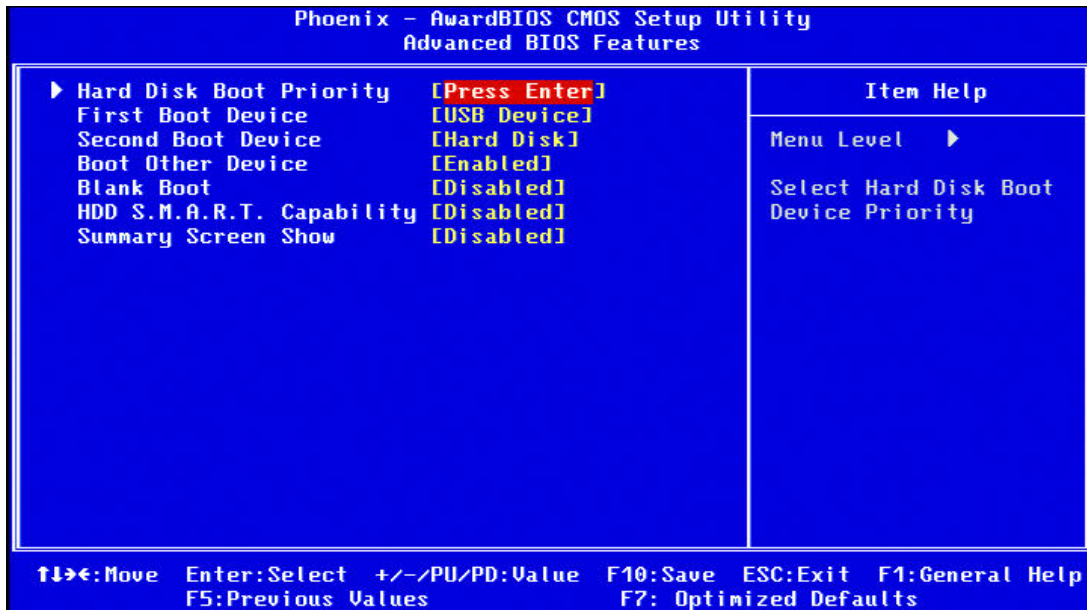 Phoenix - AwardBIOS CMOS Setup Utility
Advanced BIOS Features
Hard Disk Boot Priority [Press Enter]
First Boot Device [USB Device]
Second Boot Device [Hard Disk]
Boot Other Device [Enabled]
Blank Boot [Disabled]
HDD S.M.A.R.T. Capability [Disabled]
Summary Screen Show [Disabled]
Item Help
Menu Level
Select Hard Disk Boot
Device Priority
↑↓→←:Move Enter:Select +/-/PU/PD:Value F10:Save ESC:Exit F1:General Help
F5:Previous Values F7: Optimized Defaults